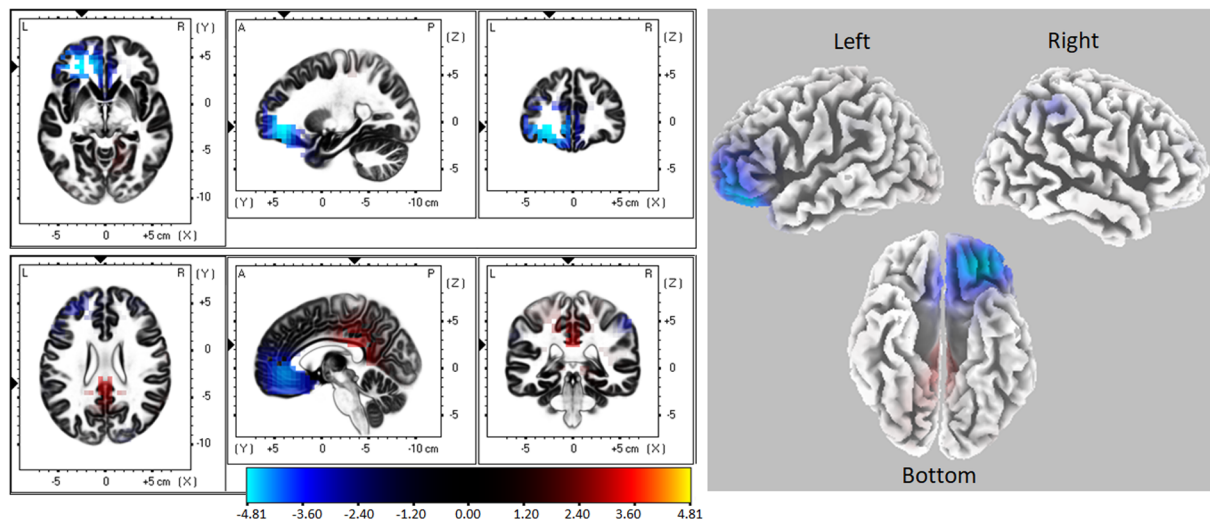 L R (Y)
+5
0
-5
-10
-5 0 +5 cm (X)
A P (Z)
+5
0
-5
(Y) +5 0 -5 -10 cm
L R (Z)
+5
0
-5
-5 0 +5 cm (X)
L R (Y)
+5
0
-5
-10
-5 0 +5 cm (X)
A P (Z)
+5
0
-5
(Y) +5 0 -5 -10 cm
L R (Z)
+5
0
-5
-5 0 +5 cm (X)
-4.81 -3.60 -2.40 -1.20 0.00 1.20 2.40 3.60 4.81
Left Right
Bottom